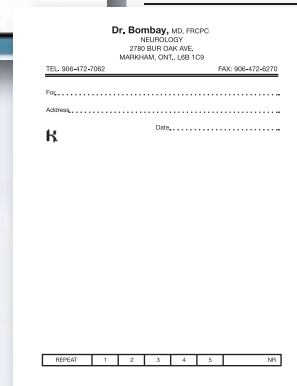 Dr. Bombay, MD, FRCPC
NEUROLOGY
2780 BUR OAK AVE.
MARKHAM, ONT., L6B 1C9
TEL. 906-472-7062 FAX: 906-472-6270
For
Address
Date
REPEAT 1 2 3 4 5 NR